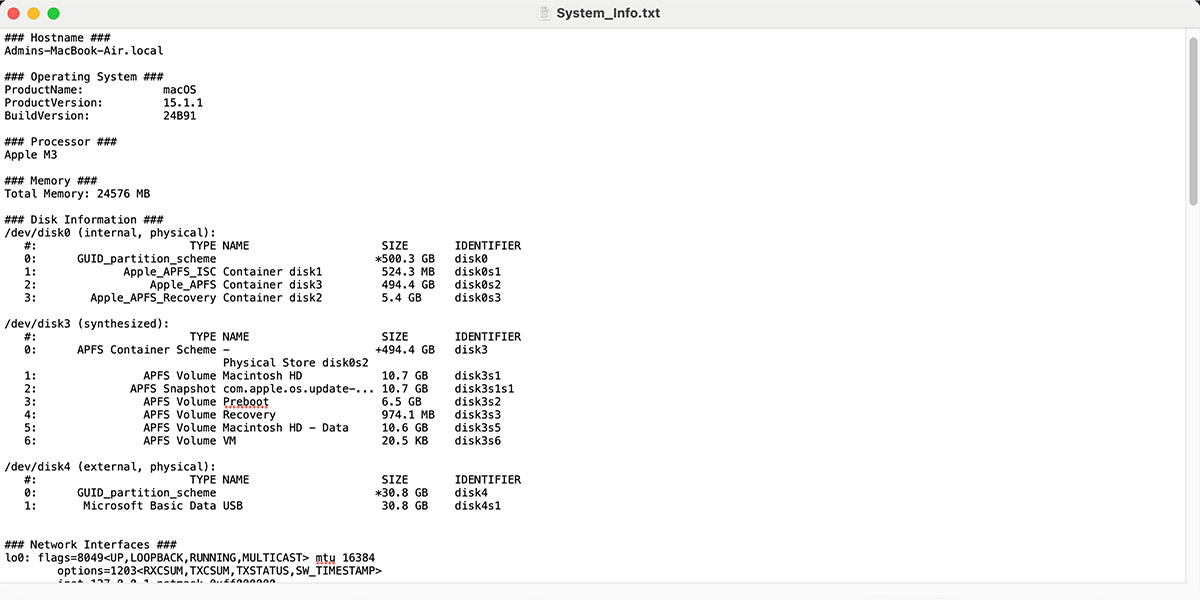 System_Info.txt
### Hostname ###
Admins-MacBook-Air.local
### Operating System ###
ProductName: macOS
ProductVersion: 15.1.1
BuildVersion: 24B91
### Processor ###
Apple M3
### Memory ###
Total Memory: 24576 MB
### Disk Information ###
/dev/disk0 (internal, physical):
#: TYPE NAME SIZE IDENTIFIER
0: GUID_partition_scheme *500.3 GB disk0
1: Apple_APFS_ISC Container disk1 524.3 MB disk0s1
2: Apple_APFS Container disk3 494.4 GB disk0s2
3: Apple_APFS_Recovery Container disk2 5.4 GB disk0s3
/dev/disk3 (synthesized):
#: TYPE NAME SIZE IDENTIFIER
0: APFS Container Scheme - +494.4 GB disk3
Physical Store disk0s2
1: APFS Volume Macintosh HD 10.7 GB disk3s1
2: APFS Snapshot com.apple.os.update-... 10.7 GB disk3s1s1
3: APFS Volume Preboot 6.5 GB disk3s2
4: APFS Volume Recovery 974.1 MB disk3s3
5: APFS Volume Macintosh HD - Data 10.6 GB disk3s5
6: APFS Volume VM 20.5 KB disk3s6
/dev/disk4 (external, physical):
#: TYPE NAME SIZE IDENTIFIER
0: GUID_partition_scheme *30.8 GB disk4
1: Microsoft Basic Data USB 30.8 GB disk4s1
### Network Interfaces ###
lo0: flags=8049<UP,LOOPBACK,RUNNING,MULTICAST> mtu 16384
options=1203<RXCSUM,TXCSUM,TXSTATUS,SW_TIMESTAMP>
inet 127.0.0.1 netmask 0xff000000